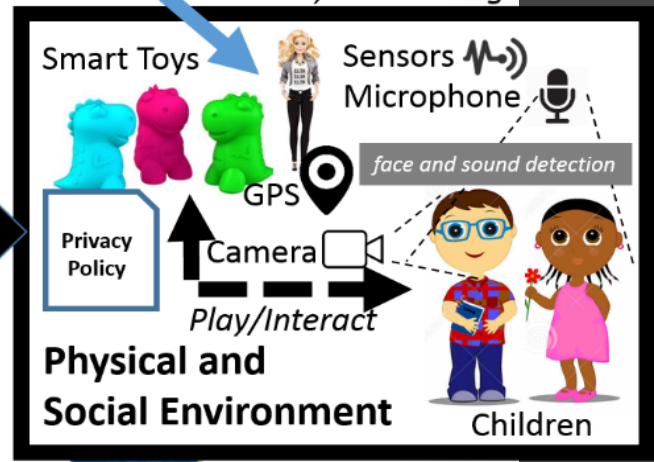 Smart Toys
Sensors
Microphone
face and sound detection
GPS
Privacy
Policy
Camera
Play/Interact
Physical and
Social Environment
Children